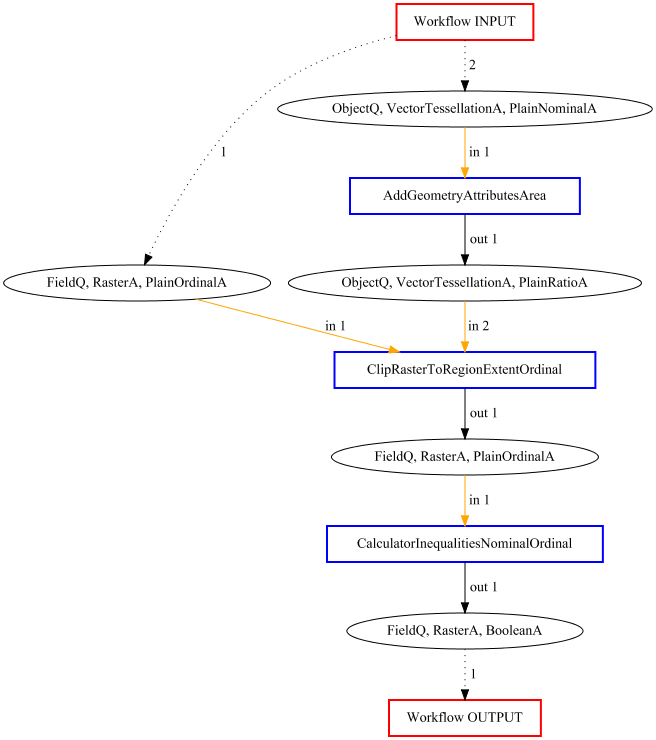 Workflow INPUT
2
ObjectQ, VectorTessellationA, PlainNominalA
1
in 1
AddGeometryAttributesArea
out 1
FieldQ, RasterA, PlainOrdinalA
ObjectQ, VectorTessellationA, PlainRatioA
in 1
in 2
ClipRasterToRegionExtentOrdinal
out 1
FieldQ, RasterA, PlainOrdinalA
in 1
CalculatorInequalitiesNominalOrdinal
out 1
FieldQ, RasterA, BooleanA
1
Workflow OUTPUT